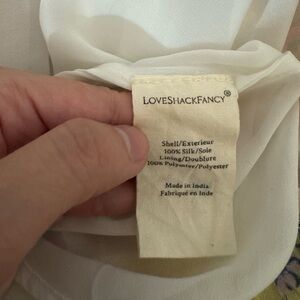 LOVESHACKFANCY®
Shell/Exterieur
100% Silk/Soie
Lining/Doublure
100% Polyester/Polyester
Made in India
Fabriqué en Inde